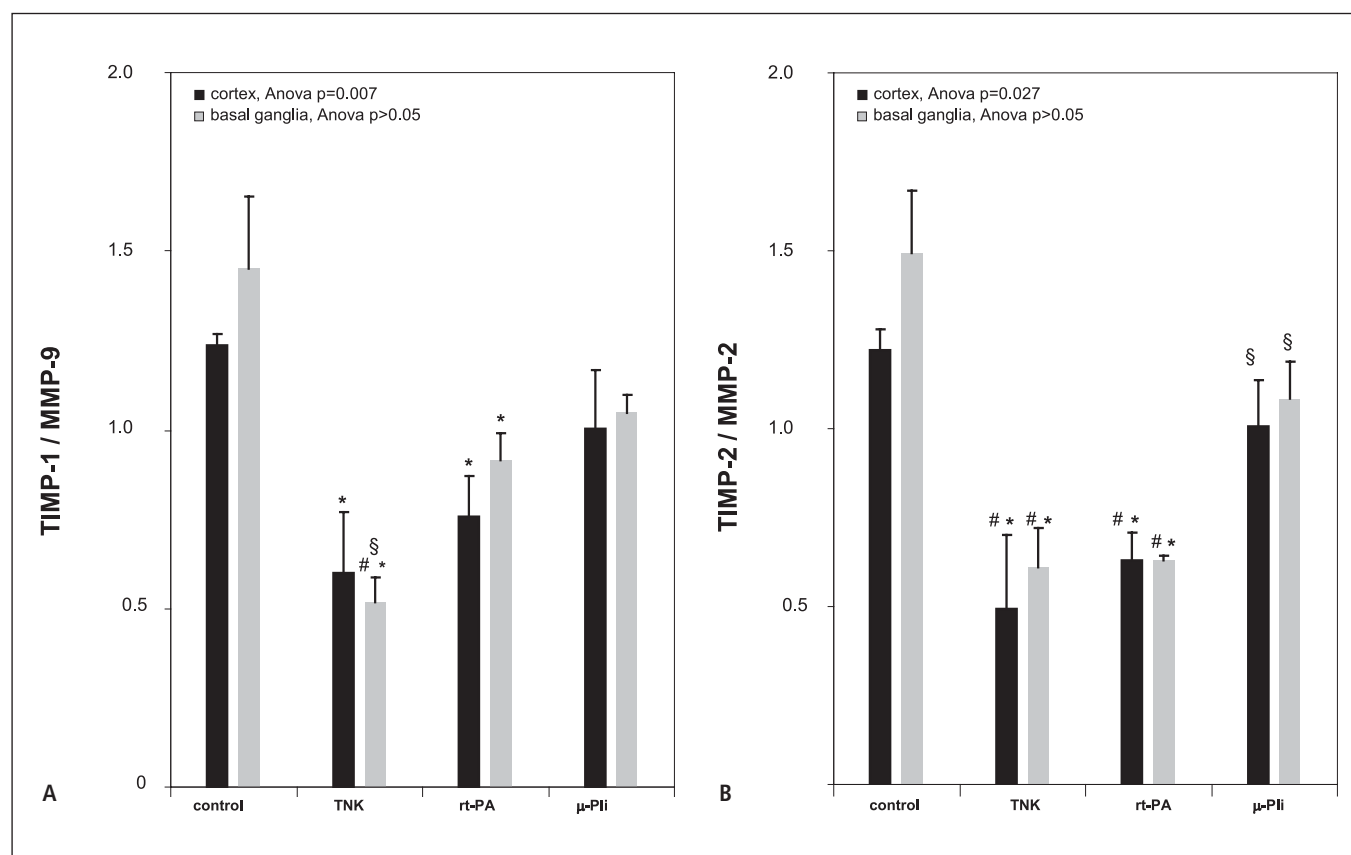 2.0
cortex, Anova p=0.007
basal ganglia, Anova p>0.05
1.5
1.0
0.5
0
TIMP-1 / MMP-9
*
§
# *
*
*
A
control
TNK
rt-PA
µ-Pli
2.0
cortex, Anova p=0.027
basal ganglia, Anova p>0.05
1.5
1.0
0.5
TIMP-2 / MMP-2
# *
# *
# *
# *
§
§
B
control
TNK
rt-PA
µ-Pli